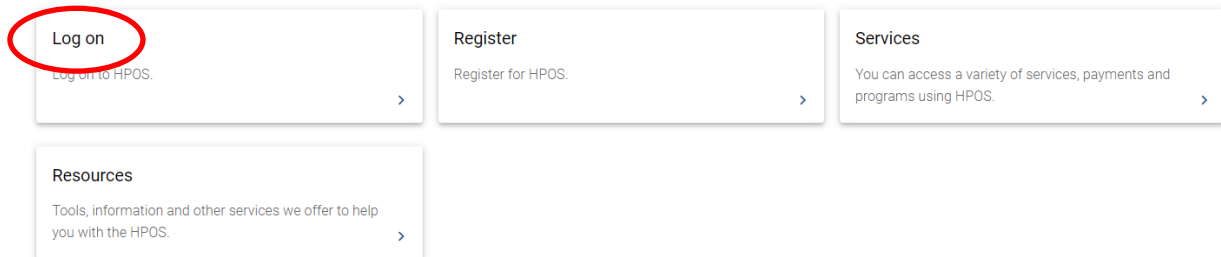 Log on
Log on to HPOS.
Register
Register for HPOS.
Services
You can access a variety of services, payments and
programs using HPOS.
Resources
Tools, information and other services we offer to help
you with the HPOS.